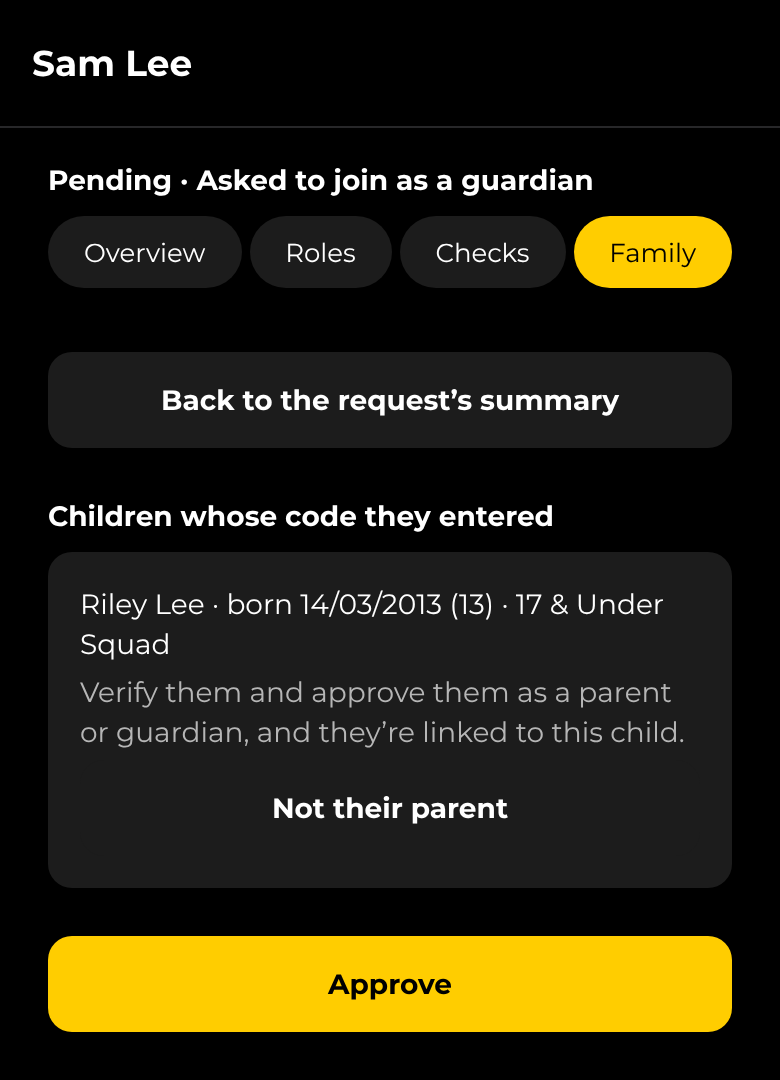 Sam Lee
Pending · Asked to join as a guardian
Overview
Roles
Checks
Family
Back to the request’s summary
Children whose code they entered
Riley Lee · born 14/03/2013 (13) · 17 & Under
Squad
Verify them and approve them as a parent
or guardian, and they’re linked to this child.
Not their parent
Approve